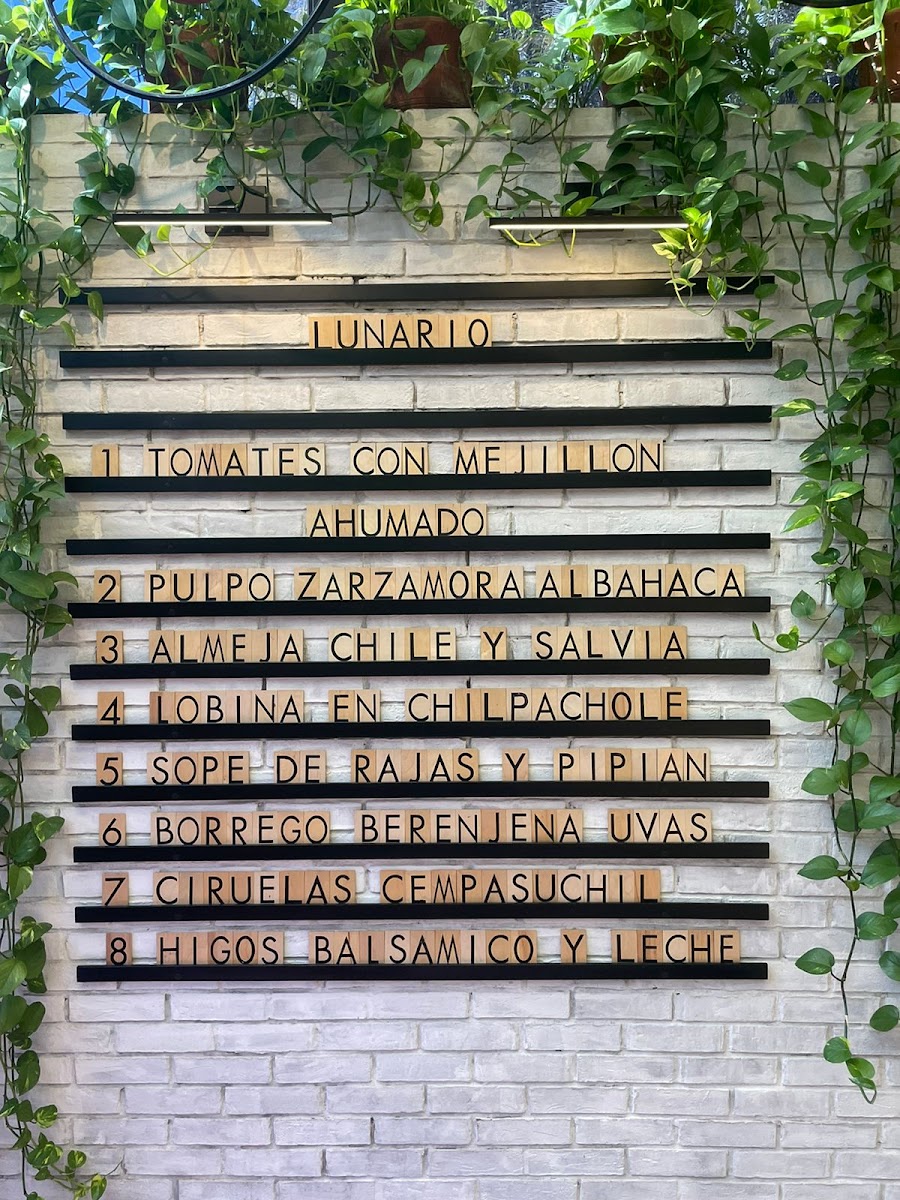 LUNARIO
1 TOMATES CON MEJILLON
AHUMADO
2 PULPO ZARZAMORA ALBAHACA
3 ALMEJA CHILE Y SALVIA
4 LOBINA EN CHILPACHOLE
5 SOPE DE RAJAS Y PIPIAN
6 BORREGO BERENJENA UVAS
7 CIRUELAS CEMPASUCHIL
8 HIGOS BALSAMICO Y LECHE